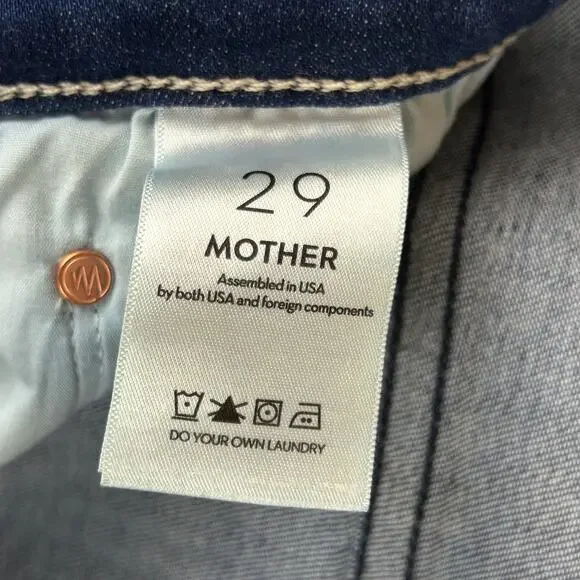 29
MOTHER
Assembled in USA
by both USA and foreign components
DO YOUR OWN LAUNDRY